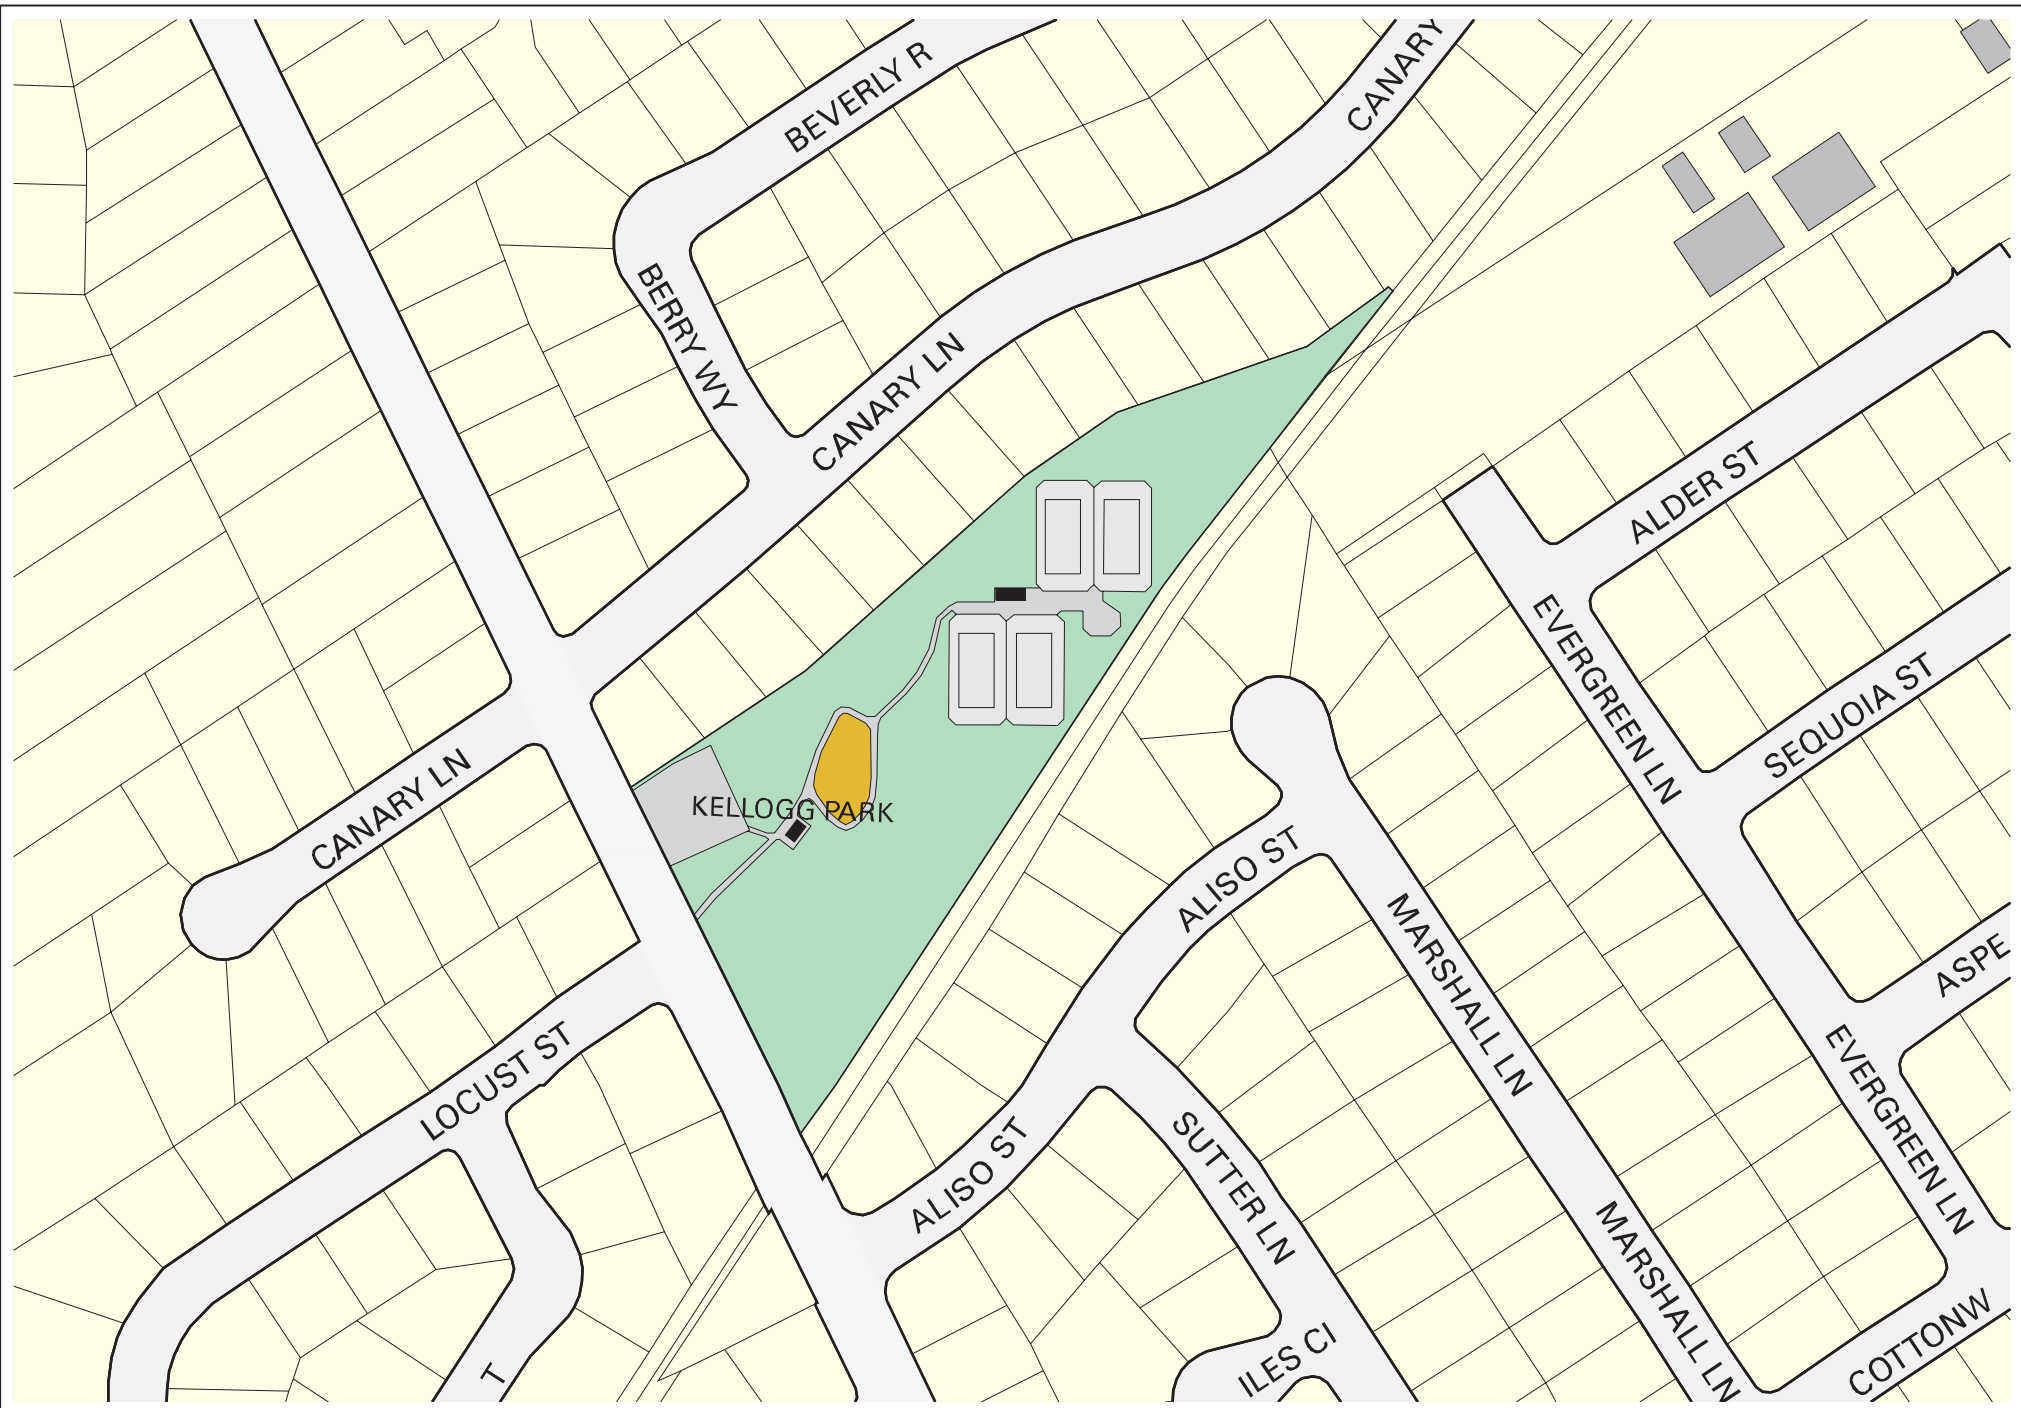 BEVERLY R
CANARY
BERRY WY
CANARY LN
ALDER ST
EVERGREEN LN
SEQUOIA ST
CANARY LN
KELLOGG PARK
ALISO ST
MARSHALL LN
ASPE
LOCUST ST
EVERGREEN LN
ALISO ST
SUTTER LN
MARSHALL LN
T
ILES CI
COTTONW